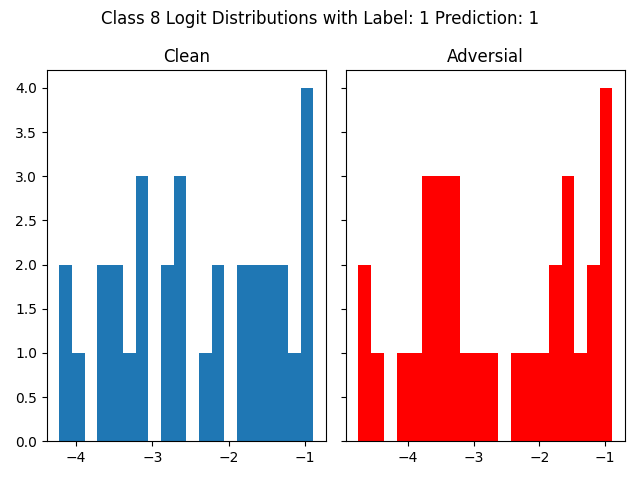 Class 8 Logit Distributions with Label: 1 Prediction: 1
Clean
Adversial
4.0
3.5
3.0
2.5
2.0
1.5
1.0
0.5
0.0
−4 −3 −2 −1
−4 −3 −2 −1